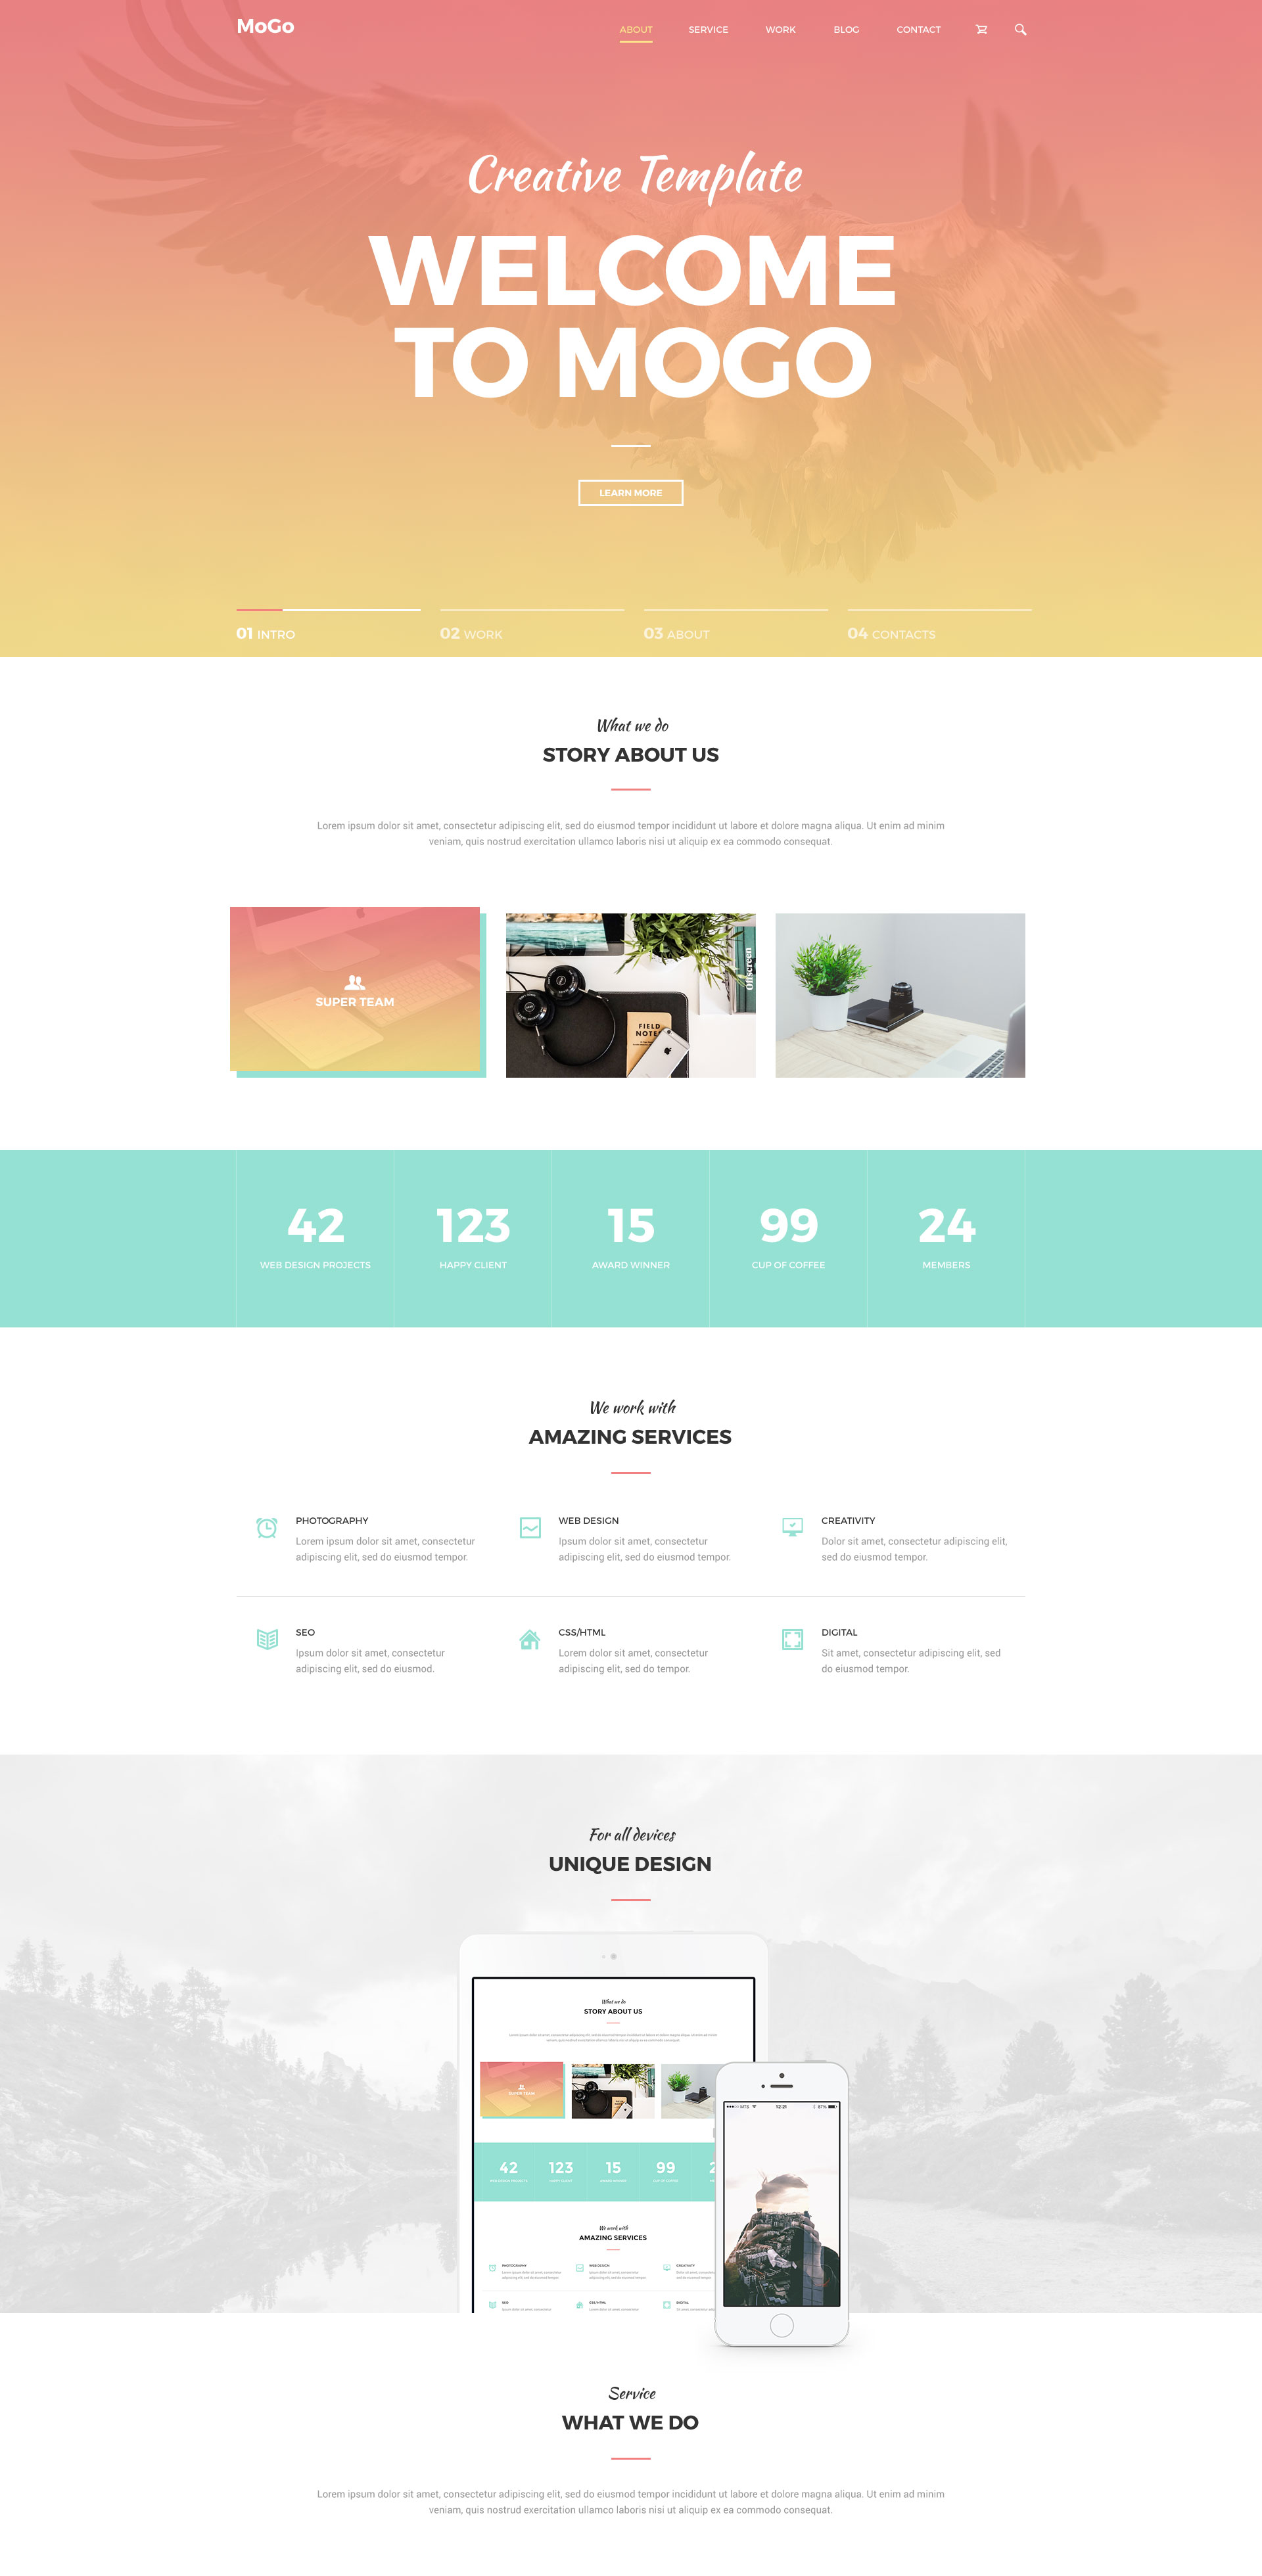 MoGo
ABOUT SERVICE WORK BLOG CONTACT
Creative Template
WELCOME
TO MOGO
LEARN MORE
01 INTRO
02 WORK
03 ABOUT
04 CONTACTS
What we do
STORY ABOUT US
Lorem ipsum dolor sit amet, consectetur adipiscing elit, sed do eiusmod tempor incididunt ut labore et dolore magna aliqua. Ut enim ad minim
veniam, quis nostrud exercitation ullamco laboris nisi ut aliquip ex ea commodo consequat.
SUPER TEAM
Offscreen
FIELD
NOTES
42
WEB DESIGN PROJECTS
123
HAPPY CLIENT
15
AWARD WINNER
99
CUP OF COFFEE
24
MEMBERS
We work with
AMAZING SERVICES
PHOTOGRAPHY
Lorem ipsum dolor sit amet, consectetur
adipiscing elit, sed do eiusmod tempor.
WEB DESIGN
Ipsum dolor sit amet, consectetur
adipiscing elit, sed do eiusmod tempor.
CREATIVITY
Dolor sit amet, consectetur adipiscing elit,
sed do eiusmod tempor.
SEO
Ipsum dolor sit amet, consectetur
adipiscing elit, sed do eiusmod.
CSS/HTML
Lorem dolor sit amet, consectetur
adipiscing elit, sed do tempor.
DIGITAL
Sit amet, consectetur adipiscing elit, sed
do eiusmod tempor.
For all devices
UNIQUE DESIGN
What we do
STORY ABOUT US
SUPER TEAM
42
123
15
99
2
We work with
AMAZING SERVICES
PHOTOGRAPHY
WEB DESIGN
CREATIVITY
SEO
CSS/HTML
DIGITAL
MTS 12:21 87%
Service
WHAT WE DO
Lorem ipsum dolor sit amet, consectetur adipiscing elit, sed do eiusmod tempor incididunt ut labore et dolore magna aliqua. Ut enim ad minim
veniam, quis nostrud exercitation ullamco laboris nisi ut aliquip ex ea commodo consequat.